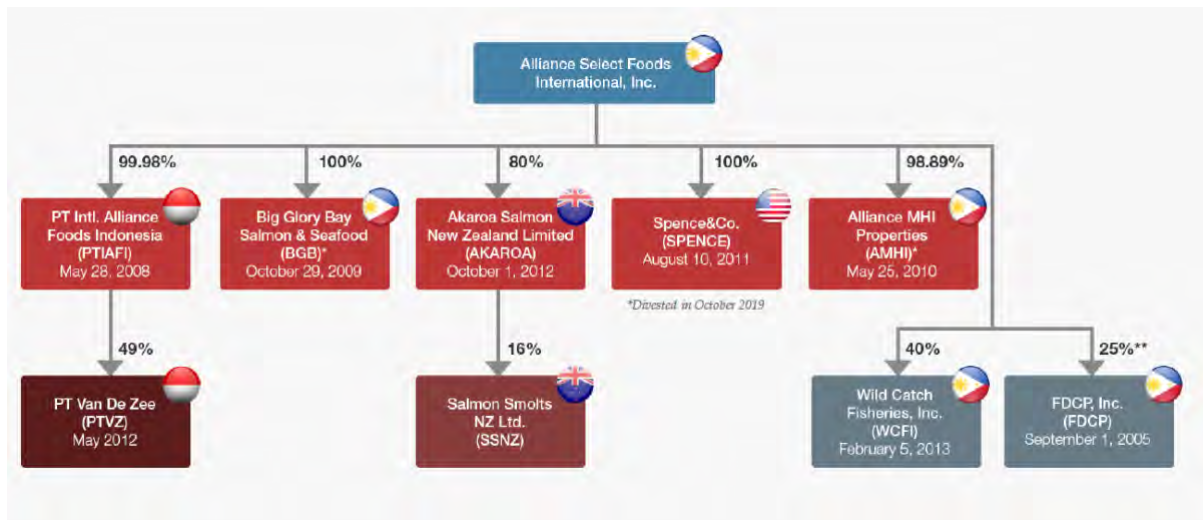 Alliance Select Foods
International, Inc.
99.98%
100%
80%
100%
98.89%
PT Intl. Alliance
Foods Indonesia
(PTIAFI)
May 28, 2008
Big Glory Bay
Salmon & Seafood
(BGB)*
October 29, 2009
Akaroa Salmon
New Zealand Limited
(AKAROA)
October 1, 2012
Spence&Co.
(SPENCE)
August 10, 2011
Alliance MHI
Properties
(AMHI)*
May 25, 2010
*Divested in October 2019
49%
16%
40%
25%**
PT Van De Zee
(PTVZ)
May 2012
Salmon Smolts
NZ Ltd.
(SSNZ)
Wild Catch
Fisheries, Inc.
(WCFI)
February 5, 2013
FDCP, Inc.
(FDCP)
September 1, 2005